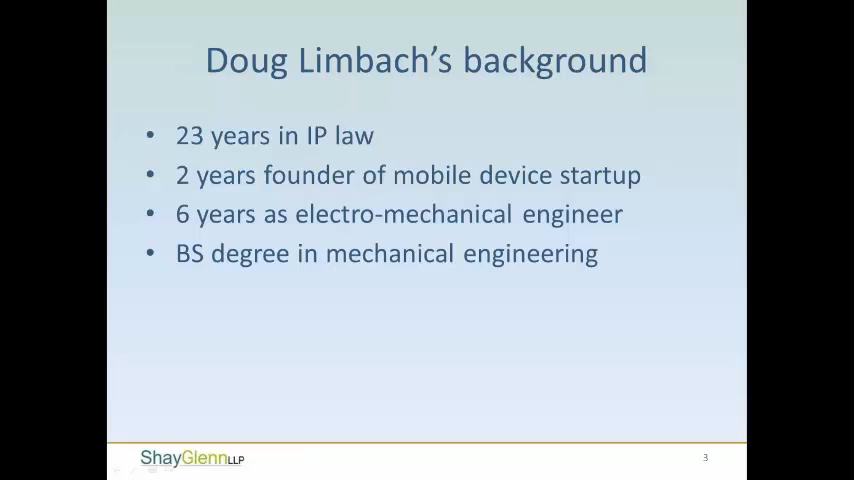 Doug Limbach's background
• 23 years in IP law
• 2 years founder of mobile device startup
• 6 years as electro-mechanical engineer
• BS degree in mechanical engineering
ShayGlennLLP
3